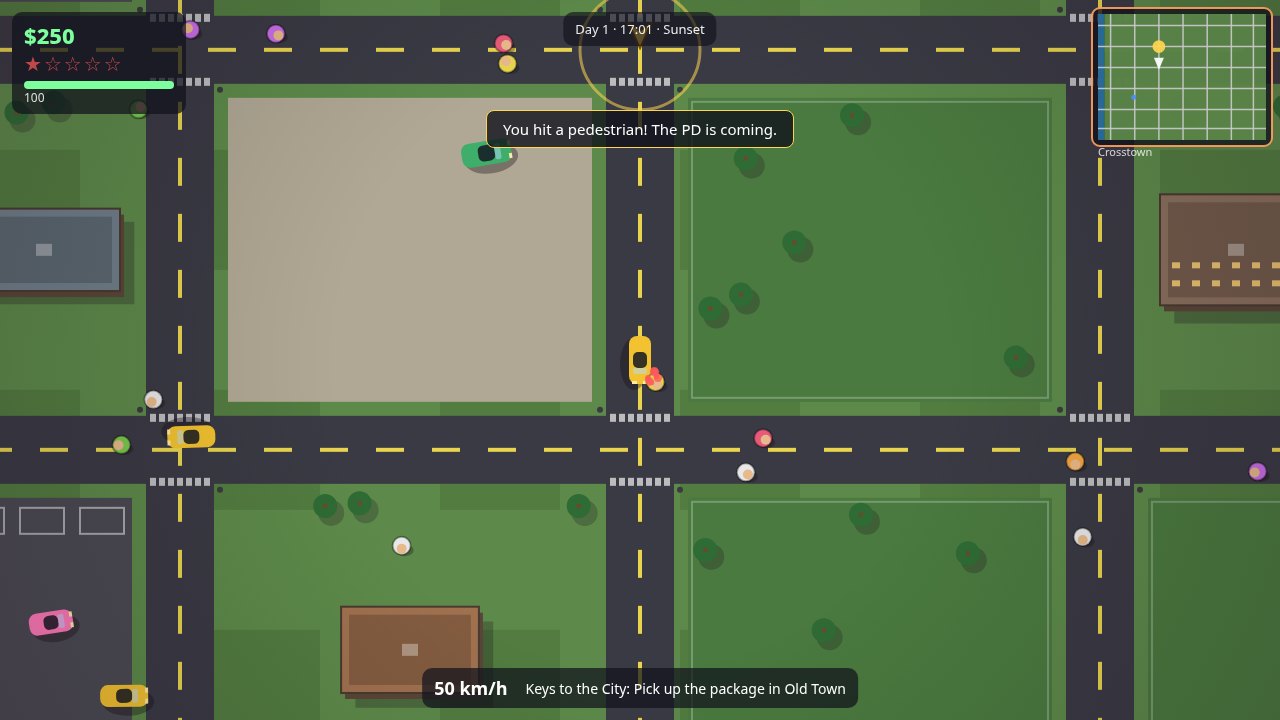 $250
★☆☆☆☆
100
Day 1 · 17:01 · Sunset
You hit a pedestrian! The PD is coming.
Crosstown
50 km/h Keys to the City: Pick up the package in Old Town